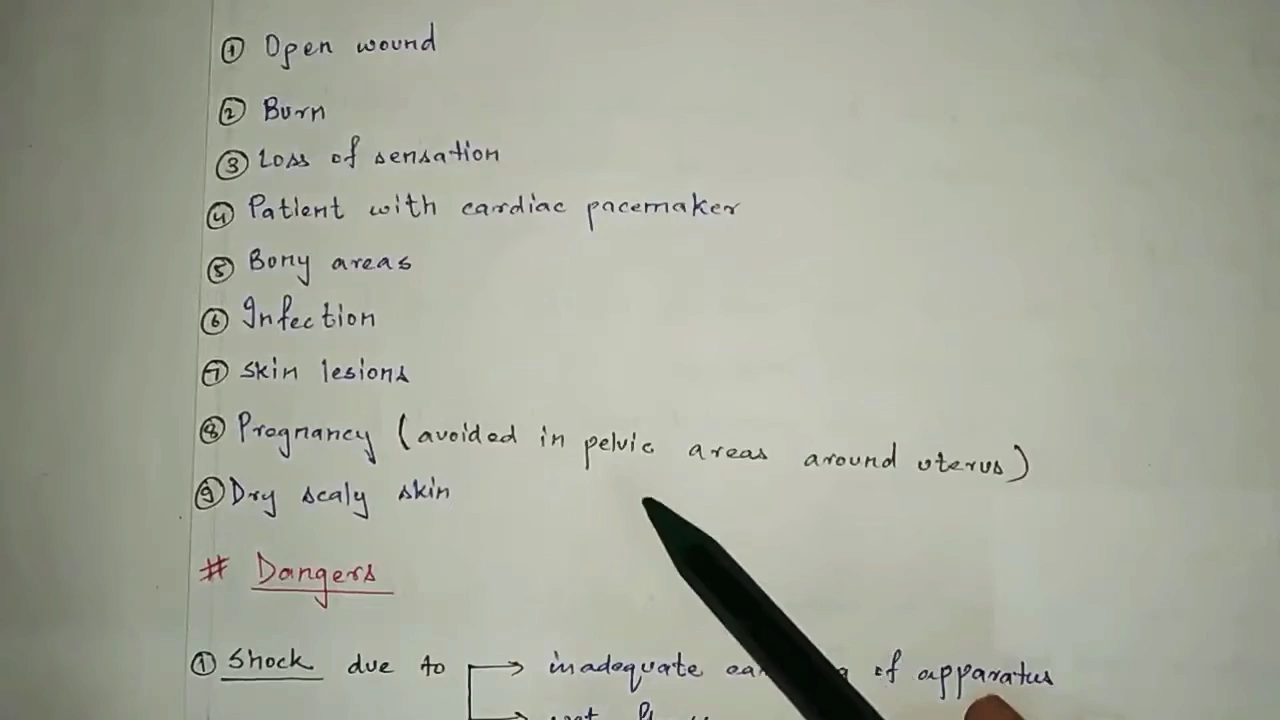 ① Open wound
② Burn
③ Loss of sensation
④ Patient with cardiac pacemaker
⑤ Bony areas
⑥ Infection
⑦ skin lesions
⑧ Pregnancy (avoided in pelvic areas around uterus)
⑨ Dry scaly skin
# Dangers
① Shock due to → inadequate of apparatus
→